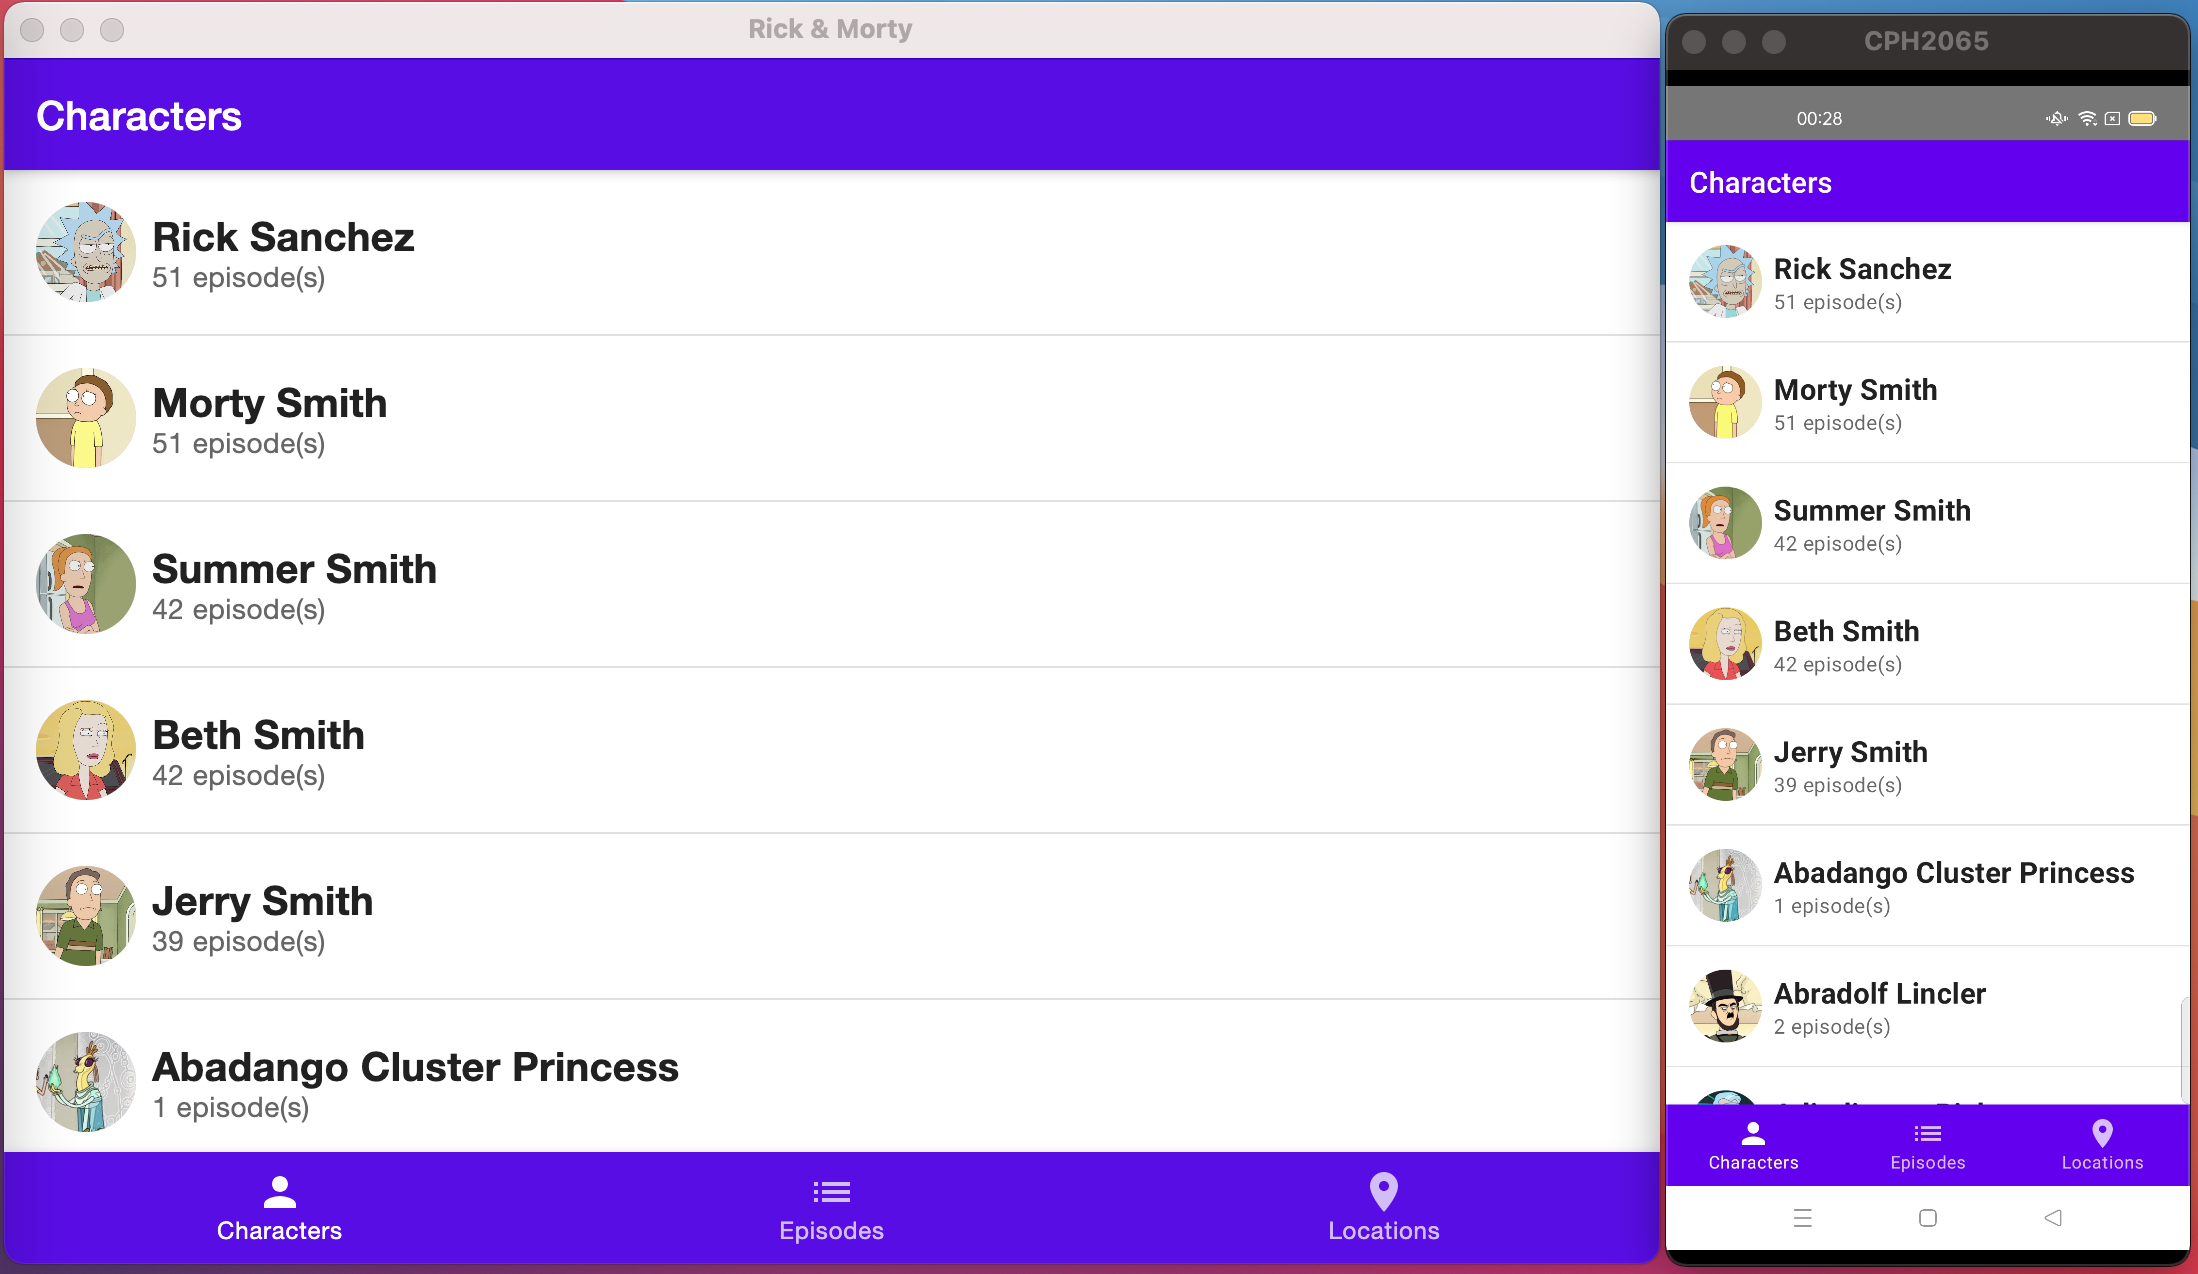 Rick & Morty
Characters
Rick Sanchez
51 episode(s)
Morty Smith
51 episode(s)
Summer Smith
42 episode(s)
Beth Smith
42 episode(s)
Jerry Smith
39 episode(s)
Abadango Cluster Princess
1 episode(s)
Characters
Episodes
Locations
CPH2065
00:28
Characters
Rick Sanchez
51 episode(s)
Morty Smith
51 episode(s)
Summer Smith
42 episode(s)
Beth Smith
42 episode(s)
Jerry Smith
39 episode(s)
Abadango Cluster Princess
1 episode(s)
Abradolf Lincler
2 episode(s)
Characters
Episodes
Locations